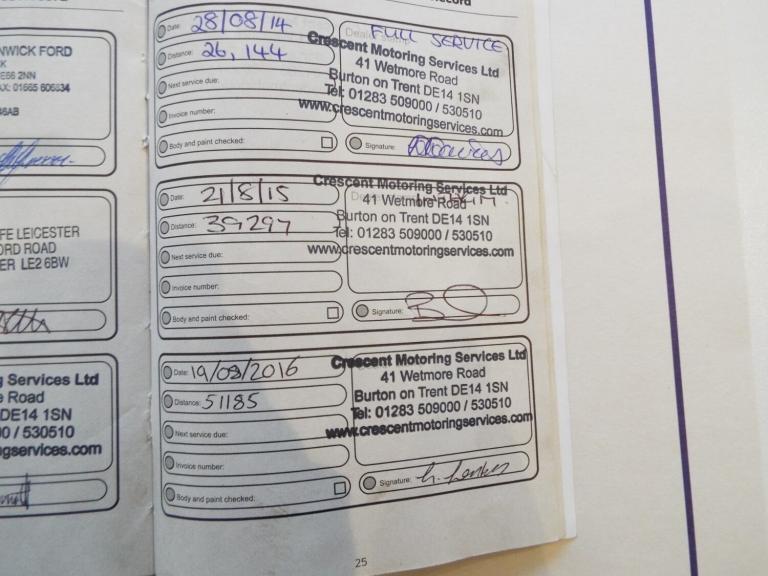 ecord
NWICK FORD
K
E66 2NN
AX: 01665 606534
6AB
FE LEICESTER
ORD ROAD
ER LE2 6BW
g Services Ltd
e Road
DE14 1SN
0 / 530510
gservices.com
Date: 28/08/14
Distance: 26,144
Next service due:
Invoice number:
Body and paint checked:
FULL SERVICE
Crescent Motoring Services Ltd
41 Wetmore Road
Burton on Trent DE14 1SN
Tel: 01283 509000 / 530510
www.crescentmotoringservices.com
Signature:
Date: 21/8/15
Distance: 39297
Next service due:
Invoice number:
Body and paint checked:
Crescent Motoring Services Ltd
41 Wetmore Road
Burton on Trent DE14 1SN
Tel: 01283 509000 / 530510
www.crescentmotoringservices.com
Signature:
Date: 19/08/2016
Distance: 51185
Next service due:
Invoice number:
Body and paint checked:
Crescent Motoring Services Ltd
41 Wetmore Road
Burton on Trent DE14 1SN
Tel: 01283 509000 / 530510
www.crescentmotoringservices.com
Signature:
25